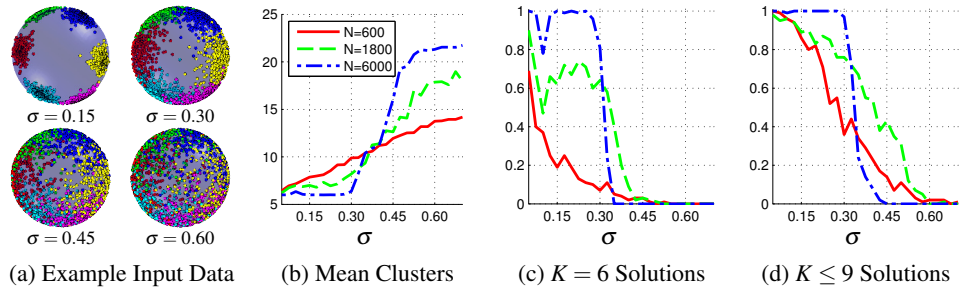 σ = 0.15
σ = 0.30
σ = 0.45
σ = 0.60
(a) Example Input Data
25
20
15
10
5
N=600
N=1800
N=6000
0.15 0.30 0.45 0.60
σ
(b) Mean Clusters
1
0.8
0.6
0.4
0.2
0
0.15 0.30 0.45 0.60
σ
(c) K = 6 Solutions
1
0.8
0.6
0.4
0.2
0
0.15 0.30 0.45 0.60
σ
(d) K ≤ 9 Solutions